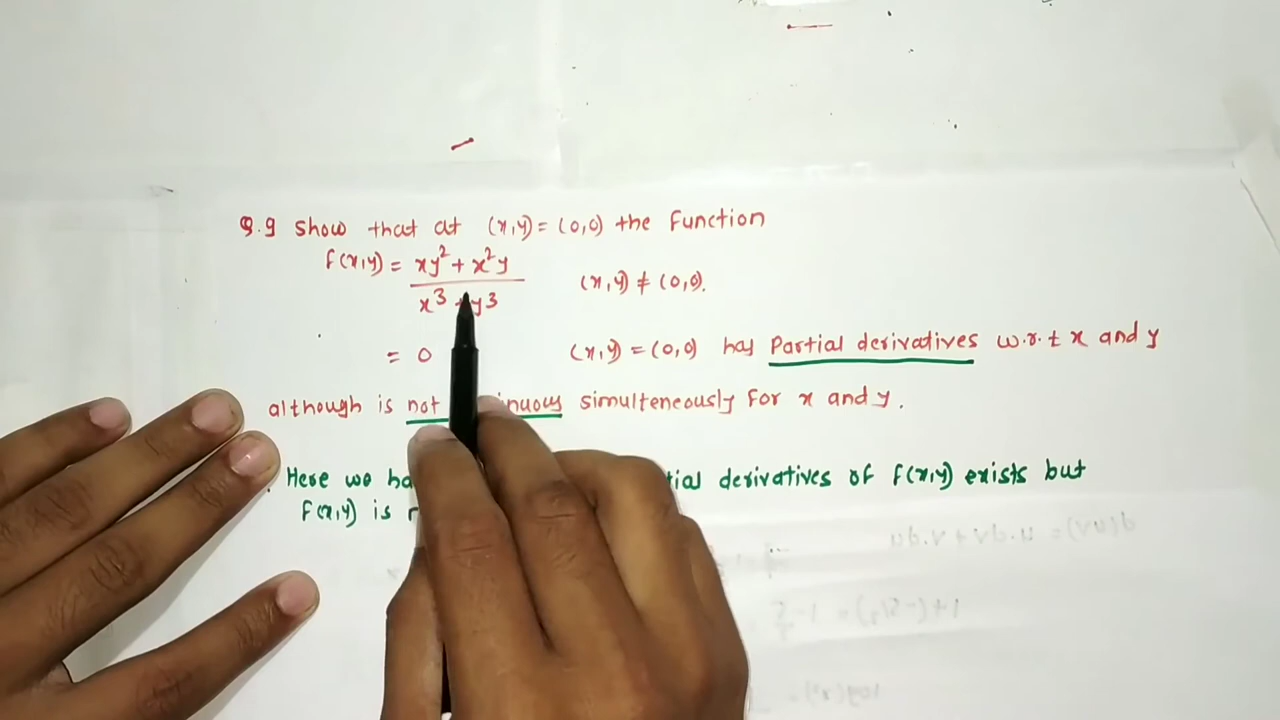 Q.9 show that at (x,y) = (0,0) the function
f(x,y) = xy² + x²y / x³ + y³ (x,y) ≠ (0,0).
= 0 (x,y) = (0,0) has Partial derivatives w.r.t x and y
although is not simulteneously for x and y.
Here we derivatives of f(x,y) exists but
f(x,y) is